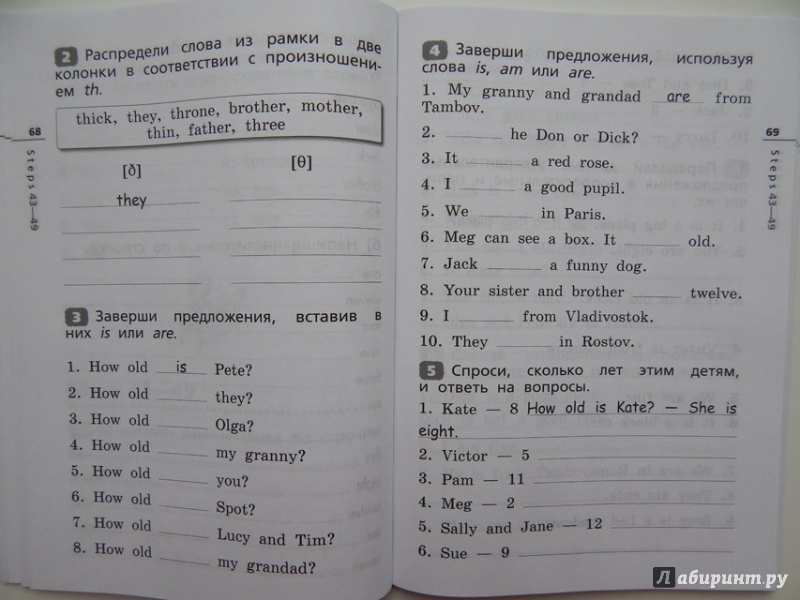 2 Распредели слова из рамки в две
колонки в соответствии с произношени-
ем th.
thick, they, throne, brother, mother,
thin, father, three
[ð] [θ]
they
3 Заверши предложения, вставив в
них is или are.
1. How old is Pete?
2. How old they?
3. How old Olga?
4. How old my granny?
5. How old you?
6. How old Spot?
7. How old Lucy and Tim?
8. How old my grandad?
68
Steps 43—49
4 Заверши предложения, используя
слова is, am или are.
1. My granny and grandad are from
Tambov.
2. he Don or Dick?
3. It a red rose.
4. I a good pupil.
5. We in Paris.
6. Meg can see a box. It old.
7. Jack a funny dog.
8. Your sister and brother twelve.
9. I from Vladivostok.
10. They in Rostov.
5 Спроси, сколько лет этим детям,
и ответь на вопросы.
1. Kate — 8 How old is Kate? — She is
eight.
2. Victor — 5
3. Pam — 11
4. Meg — 2
5. Sally and Jane — 12
6. Sue — 9
69
Steps 43—49
лабиринт.ру